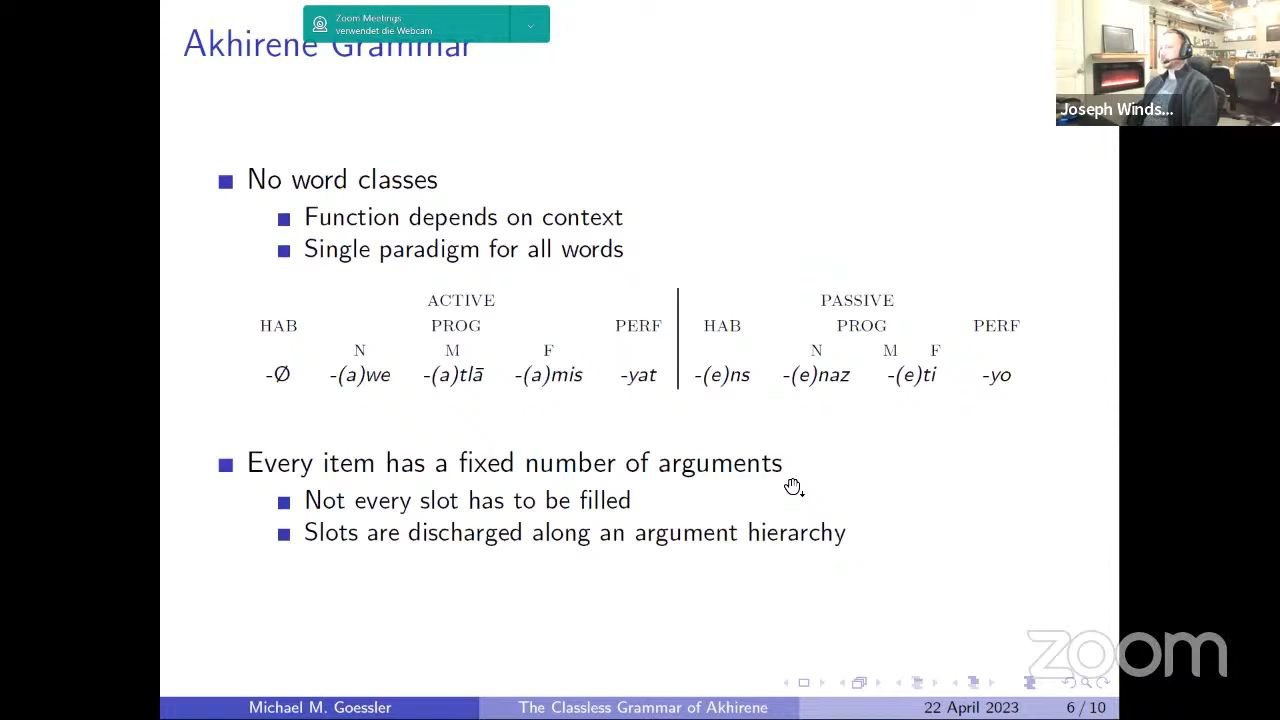 Zoom Meetings
verwendet die Webcam
Akhirene Grammar
Joseph Winds...
No word classes
Function depends on context
Single paradigm for all words
ACTIVE PASSIVE
HAB PROG PERF HAB PROG PERF
N M F N M F
-Ø -(a)we -(a)tlā -(a)mis -yat -(e)ns -(e)naz -(e)ti -yo
Every item has a fixed number of arguments
Not every slot has to be filled
Slots are discharged along an argument hierarchy
zoom
Michael M. Goessler The Classless Grammar of Akhirene 22 April 2023 6 / 10